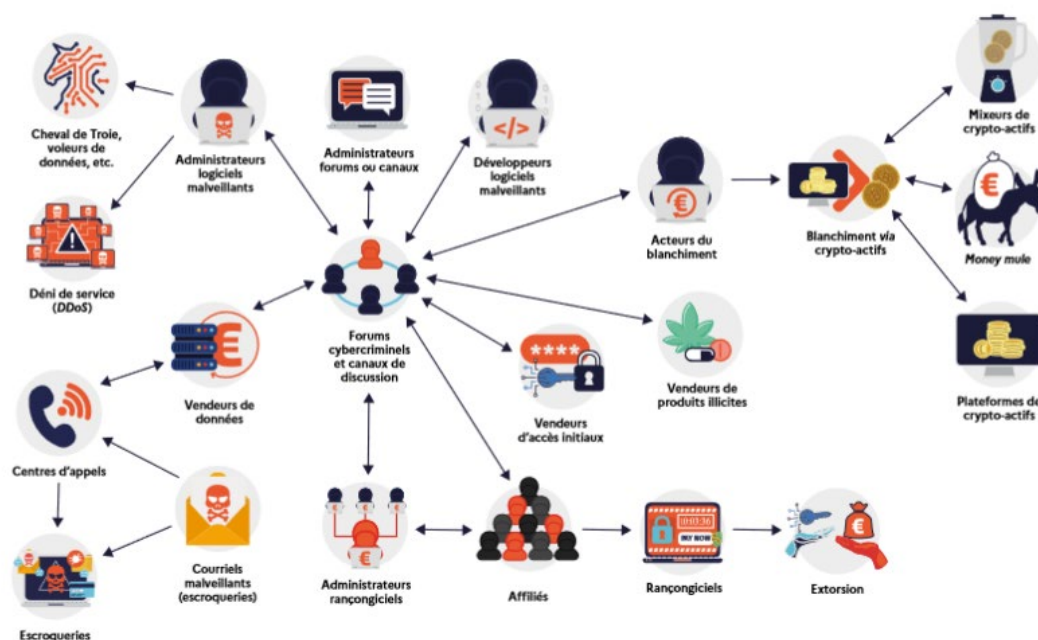 Cheval de Troie,
voleurs de
données, etc.
Administrateurs
logiciels
malveillants
Administrateurs
forums ou canaux
</>
Développeurs
logiciels
malveillants
€
Acteurs du
blanchiment
Blanchiment via
crypto-actifs
Mixeurs de
crypto-actifs
€
Money mule
Plateformes de
crypto-actifs
Déni de service
(DDoS)
€
Vendeurs de
données
Forums
cybercriminels
et canaux de
discussion
****
Vendeurs
d'accès initiaux
Vendeurs de
produits illicites
Centres d'appels
Courriels
malveillants
(escroqueries)
Escroqueries
€
€
€
€
Administrateurs
rançongiciels
Affiliés
00:03:36
PAY NOW
Rançongiciels
€
Extorsion